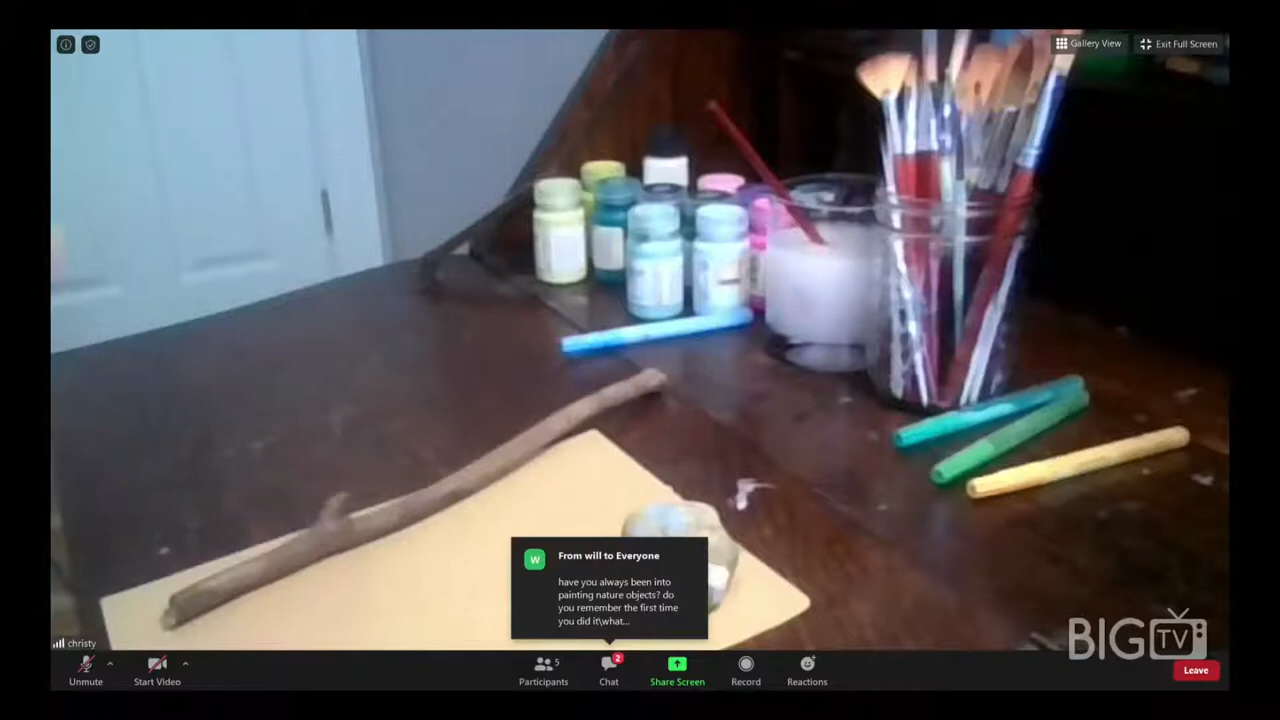 Gallery View
Exit Full Screen
W
From will to Everyone
have you always been into
painting nature objects? do
you remember the first time
you did it\what...
christy
Unmute
Start Video
5
Participants
2
Chat
Share Screen
Record
Reactions
Leave
BIG TV